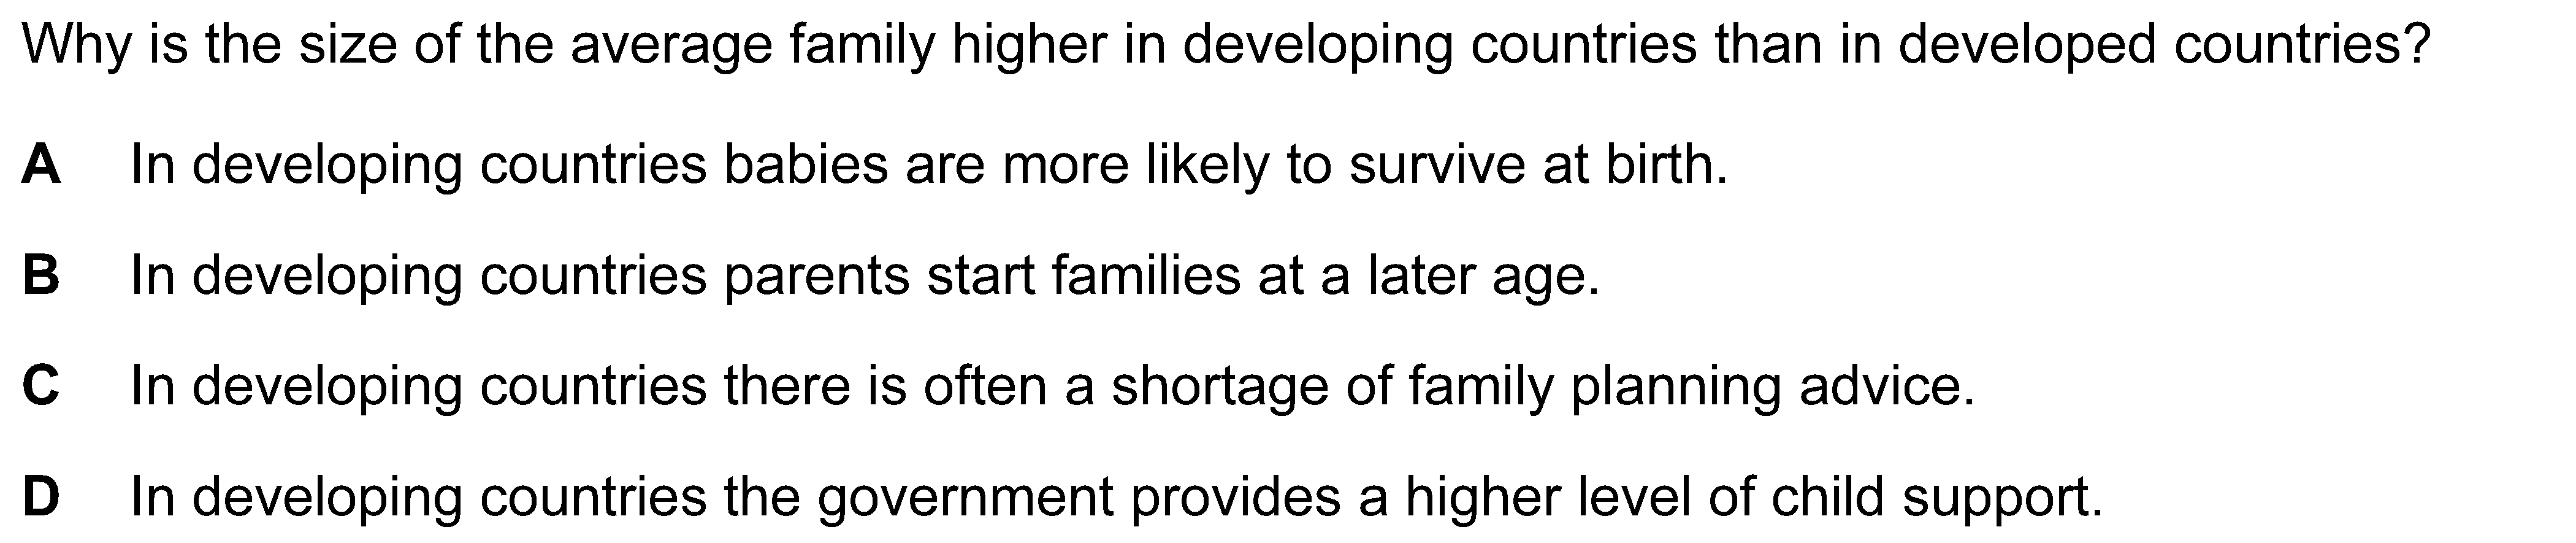 Why is the size of the average family higher in developing countries than in developed countries?
A In developing countries babies are more likely to survive at birth.
B In developing countries parents start families at a later age.
C In developing countries there is often a shortage of family planning advice.
D In developing countries the government provides a higher level of child support.